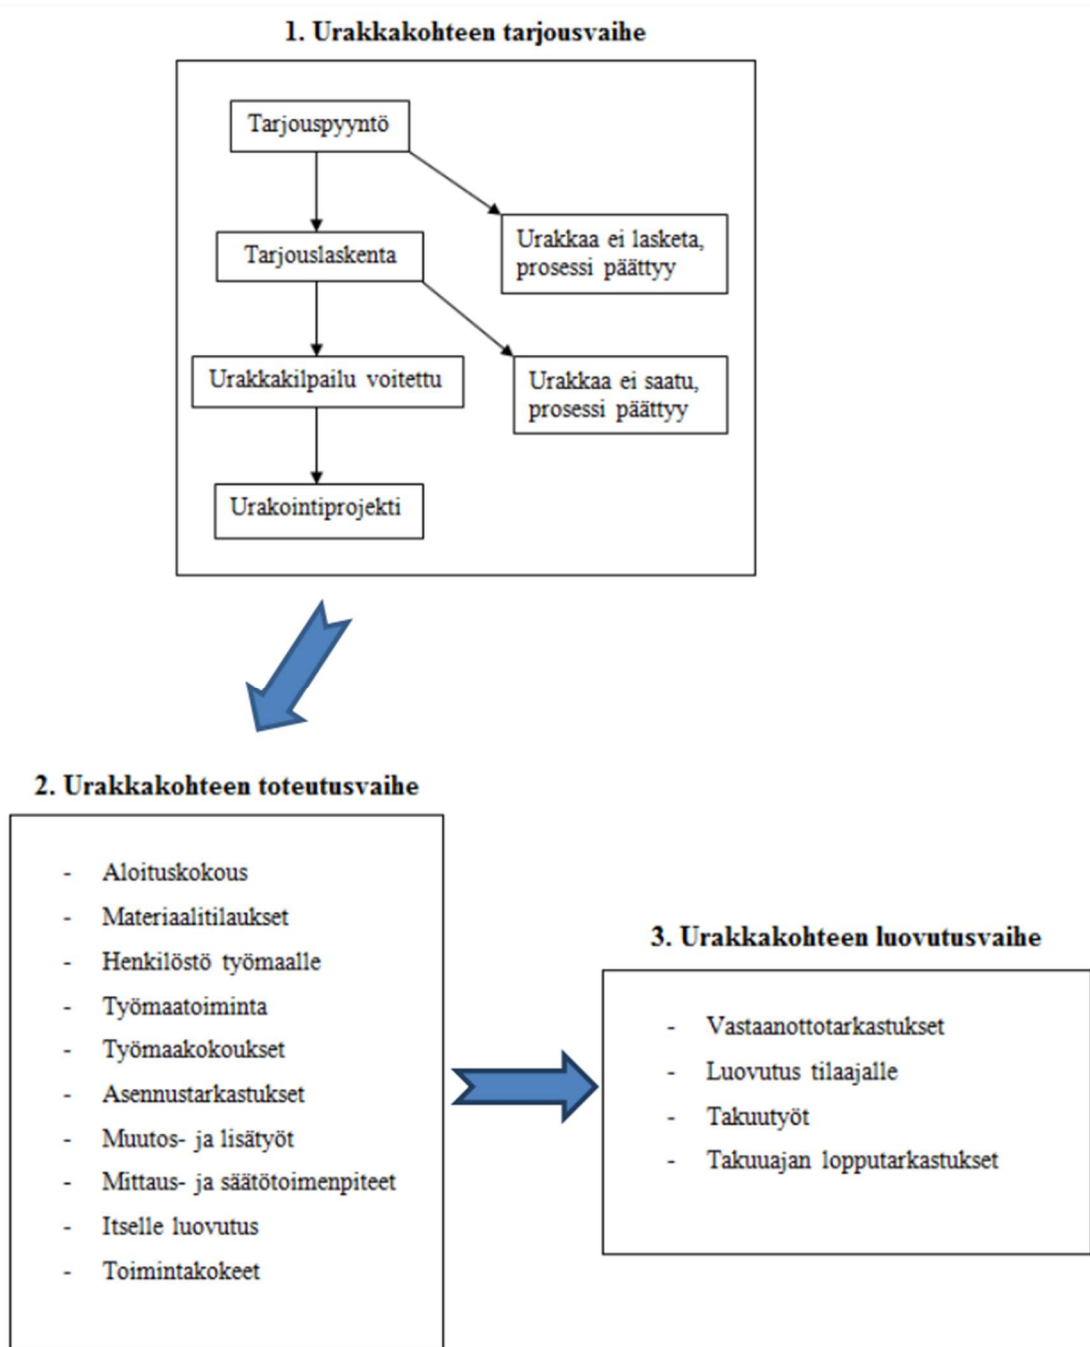 1. Urakkakohteen tarjousvaihe
Tarjouspyyntö
Urakkaa ei lasketa,
prosessi päättyy
Tarjouslaskenta
Urakkakilpailu voitettu
Urakkaa ei saatu,
prosessi päättyy
Urakointiprojekti
2. Urakkakohteen toteutusvaihe
- Aloituskokous
- Materiaalitilaukset
- Henkilöstö työmaalle
- Työmaatoiminta
- Työmaakokoukset
- Asennustarkastukset
- Muutos- ja lisätyöt
- Mittaus- ja säätötoimenpiteet
- Itselle luovutus
- Toimintakokeet
3. Urakkakohteen luovutusvaihe
- Vastaanottotarkastukset
- Luovutus tilaajalle
- Takuutyöt
- Takuuajan lopputarkastukset